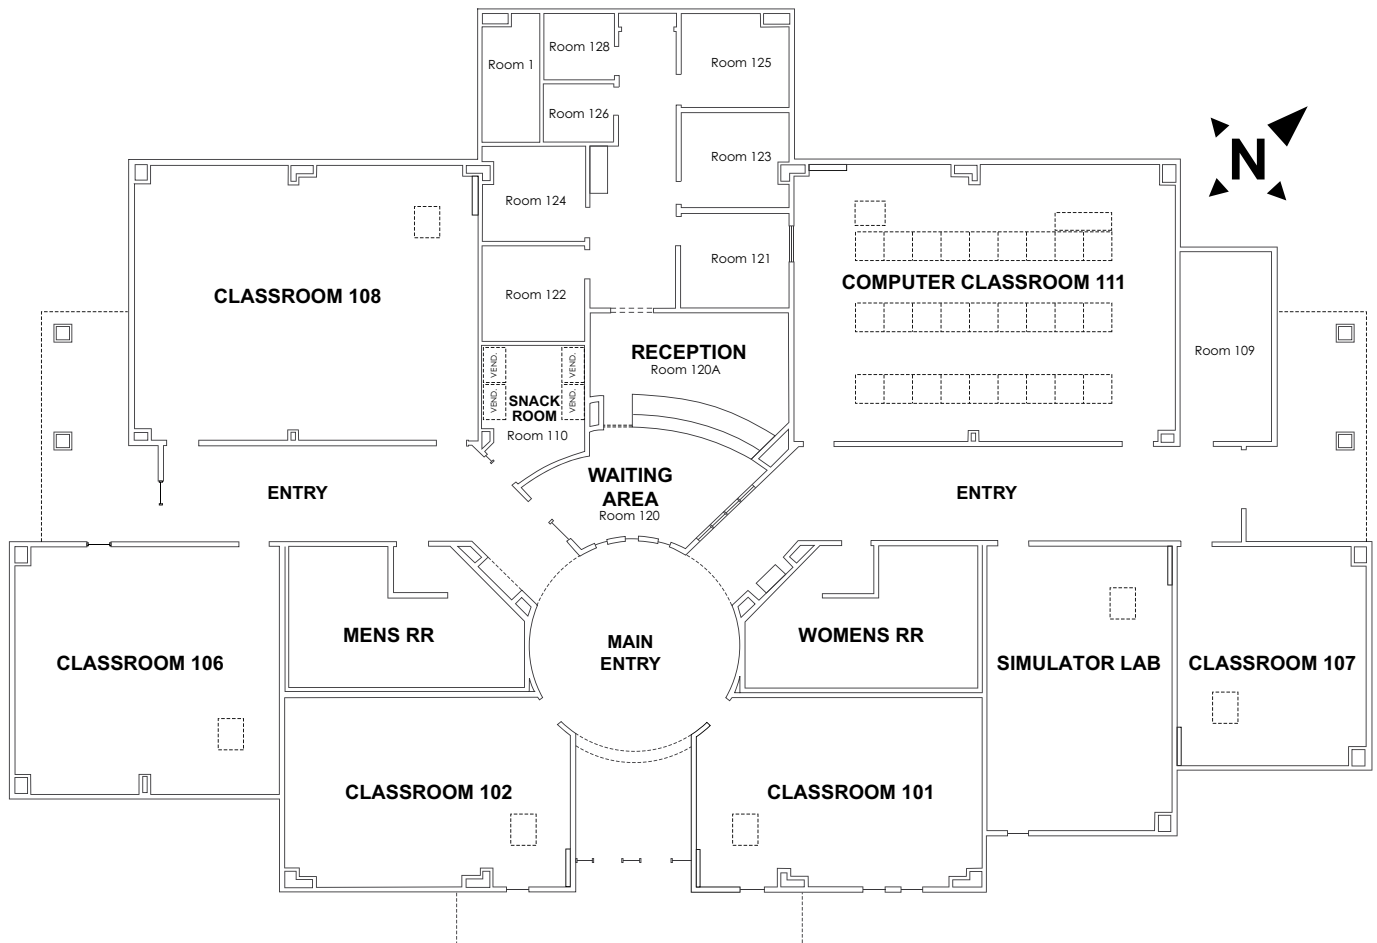 Room 128
Room 1
Room 125
Room 126
N
Room 123
Room 124
Room 121
Room 122
CLASSROOM 108
COMPUTER CLASSROOM 111
RECEPTION
Room 120A
Room 109
VEND.
VEND.
VEND.
VEND.
SNACK
ROOM
Room 110
WAITING
AREA
Room 120
ENTRY
ENTRY
MENS RR
MAIN
ENTRY
WOMENS RR
CLASSROOM 106
SIMULATOR LAB
CLASSROOM 107
CLASSROOM 102
CLASSROOM 101